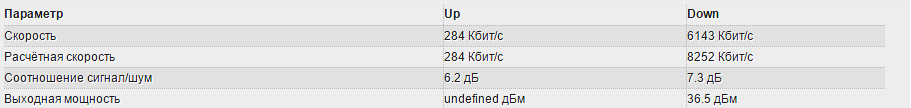 Параметр Up Down
Скорость 284 Кбит/с 6143 Кбит/с
Расчётная скорость 284 Кбит/с 8252 Кбит/с
Соотношение сигнал/шум 6.2 дБ 7.3 дБ
Выходная мощность undefined дБм 36.5 дБм